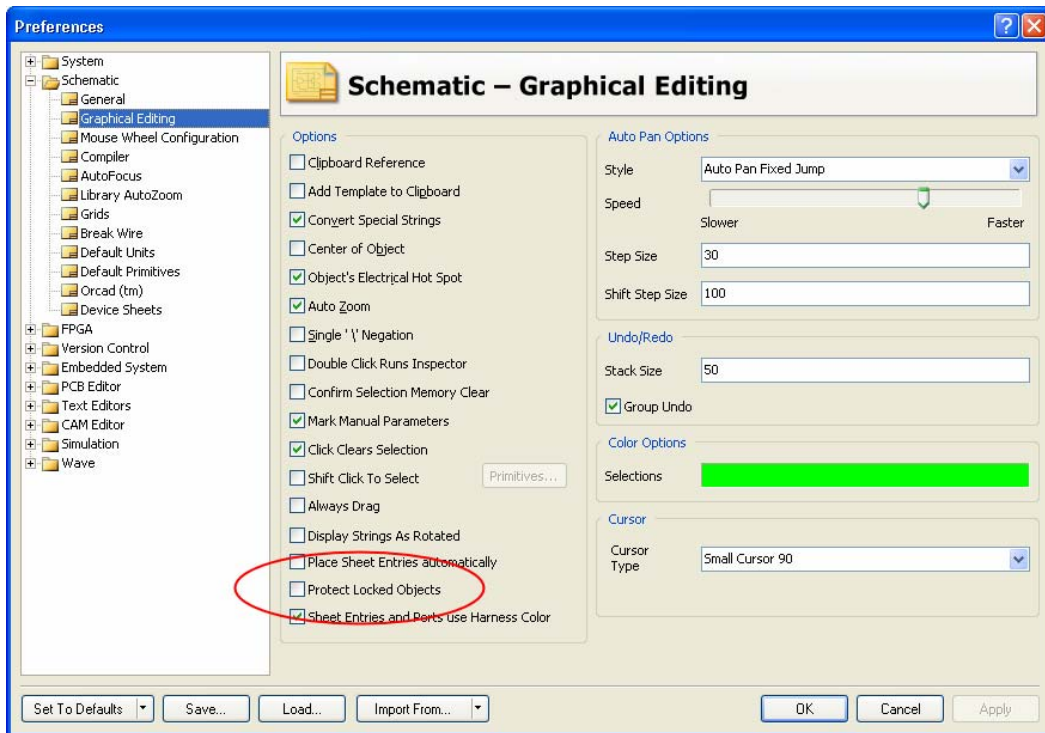 Preferences
System
Schematic
General
Graphical Editing
Mouse Wheel Configuration
Compiler
AutoFocus
Library AutoZoom
Grids
Break Wire
Default Units
Default Primitives
Orcad (tm)
Device Sheets
FPGA
Version Control
Embedded System
PCB Editor
Text Editors
CAM Editor
Simulation
Wave
Schematic – Graphical Editing
Options
Clipboard Reference
Add Template to Clipboard
Convert Special Strings
Center of Object
Object's Electrical Hot Spot
Auto Zoom
Single '\' Negation
Double Click Runs Inspector
Confirm Selection Memory Clear
Mark Manual Parameters
Click Clears Selection
Shift Click To Select
Primitives...
Always Drag
Display Strings As Rotated
Place Sheet Entries automatically
Protect Locked Objects
Sheet Entries and Ports use Harness Color
Auto Pan Options
Style
Auto Pan Fixed Jump
Speed
Slower
Faster
Step Size
30
Shift Step Size
100
Undo/Redo
Stack Size
50
Group Undo
Color Options
Selections
Cursor
Cursor
Type
Small Cursor 90
Set To Defaults
Save...
Load...
Import From...
OK
Cancel
Apply